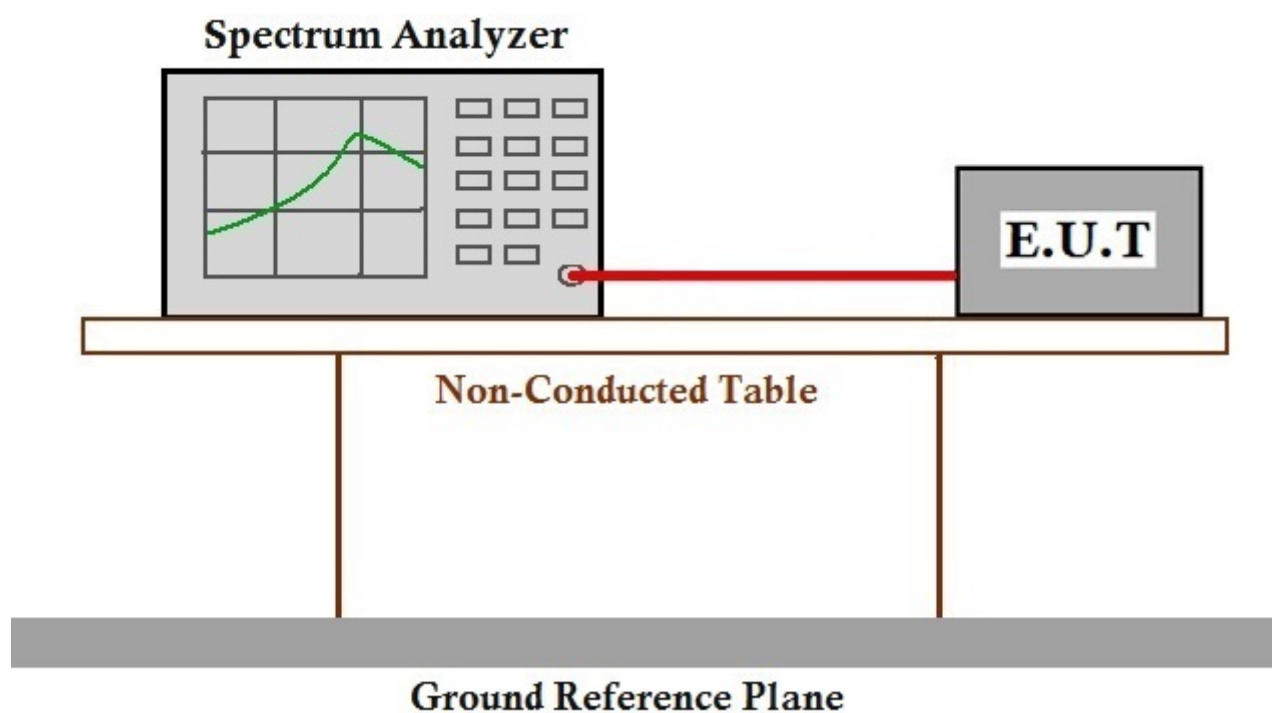 Spectrum Analyzer
E.U.T
Non-Conducted Table
Ground Reference Plane